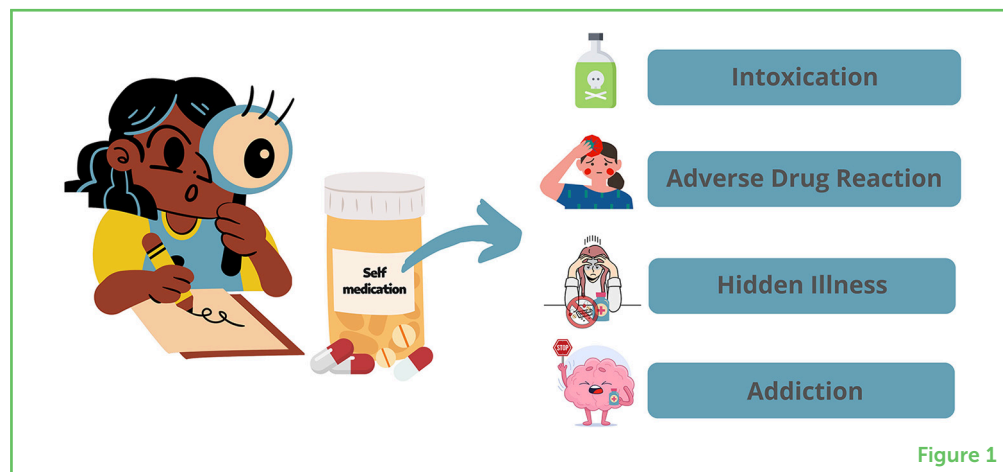 Intoxication
Adverse Drug Reaction
Self
medication
Hidden Illness
STOP
Addiction
Figure 1